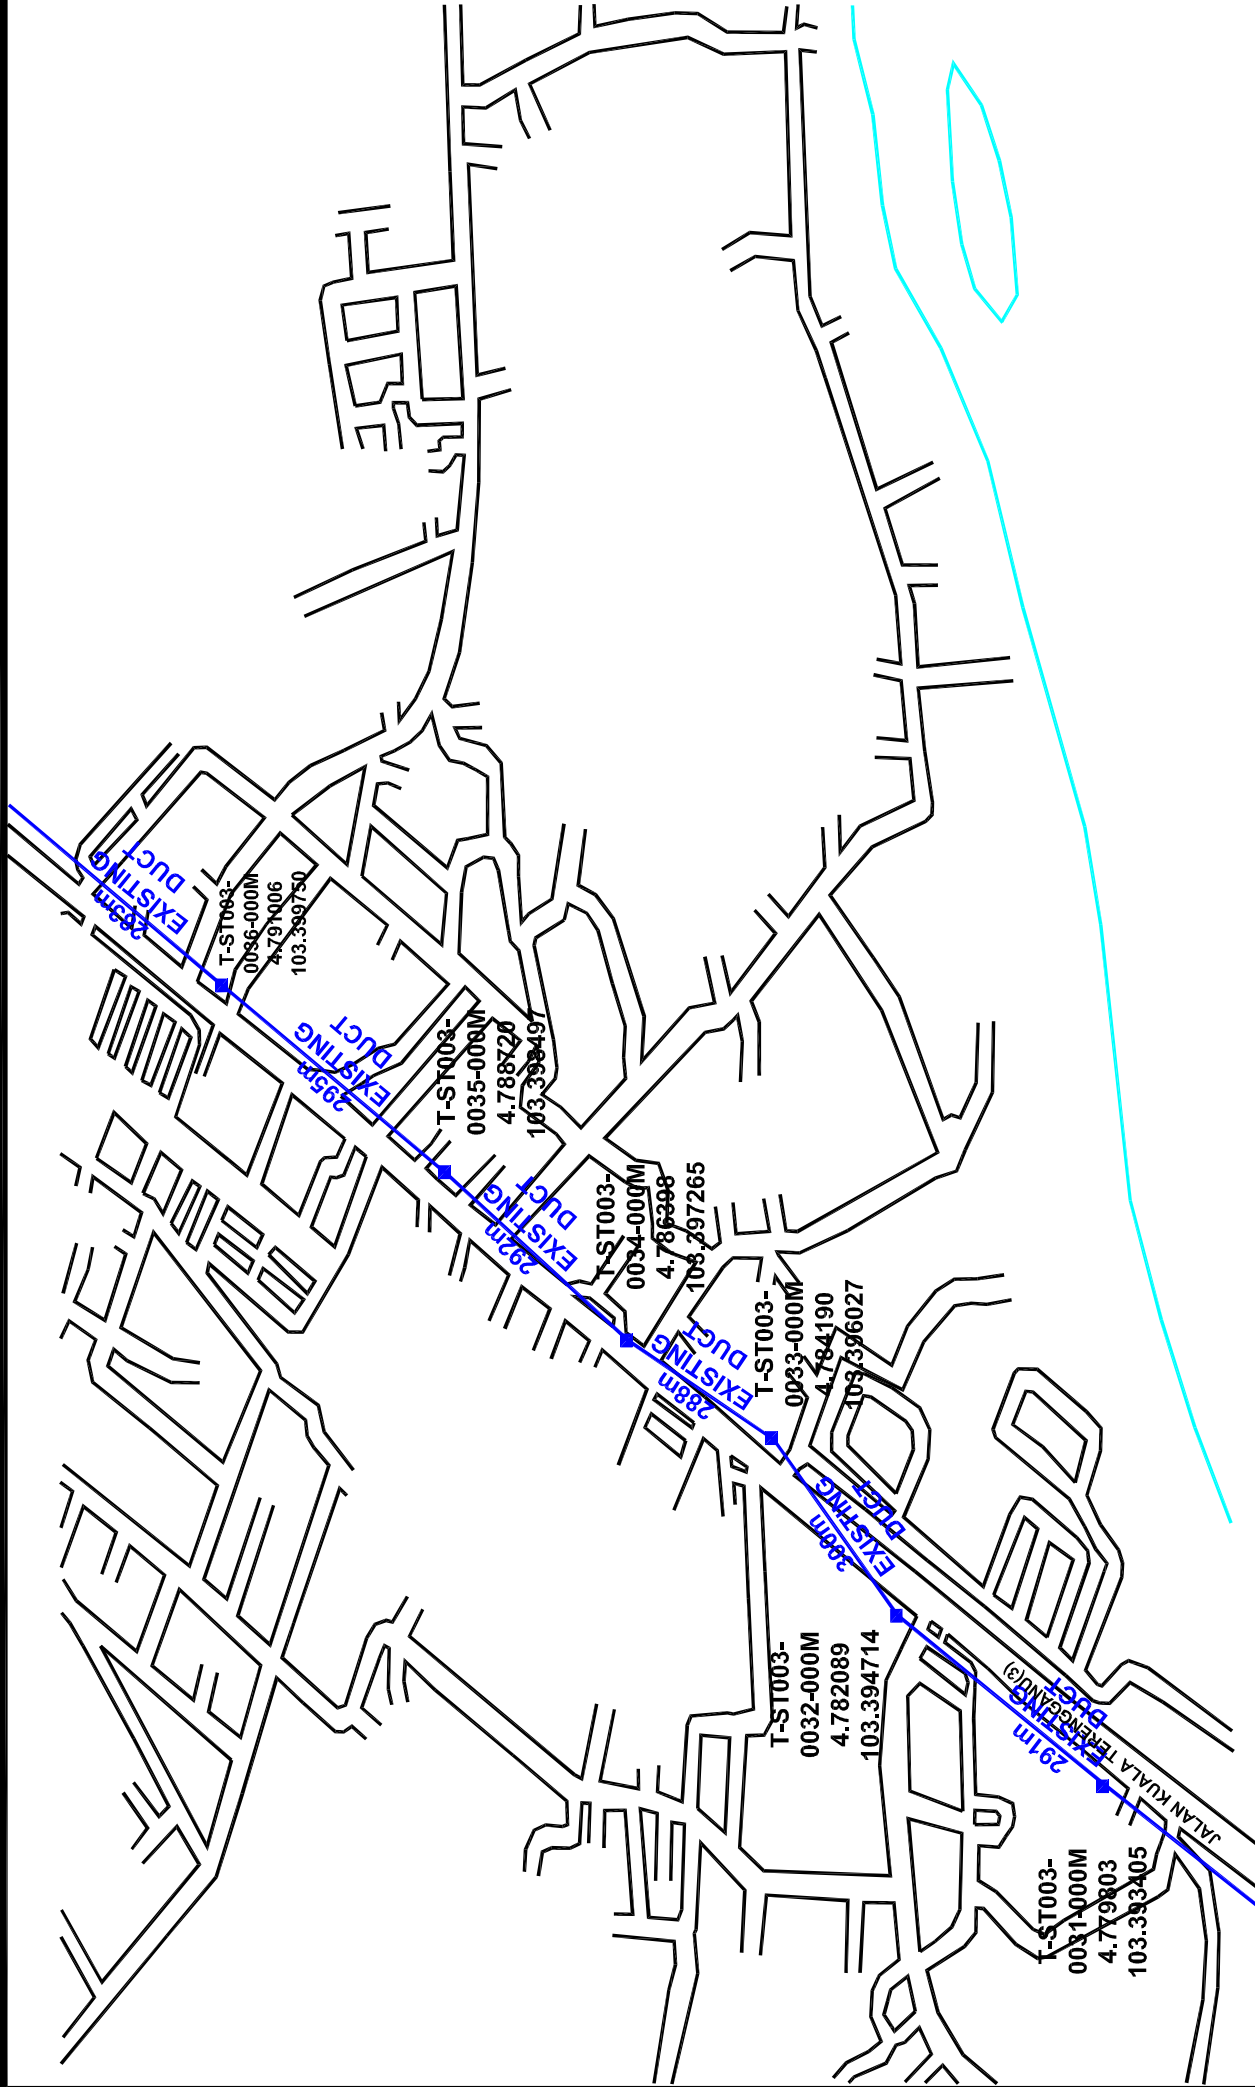 263m
EXISTING
DUCT
T-ST003-
0036-000M
4.791006
103.399750
295m
EXISTING
DUCT
T-ST003-
0035-000M
4.788720
103.398497
292m
EXISTING
DUCT
T-ST003-
0034-000M
4.786398
103.397265
288m
EXISTING
DUCT
T-ST003-
0033-000M
4.784190
103.396027
300m
EXISTING
DUCT
T-ST003-
0032-000M
4.782089
103.394714
291m
EXISTING
DUCT
JALAN KUALA TERENGGANU(3)
T-ST003-
0031-000M
4.779803
103.393405